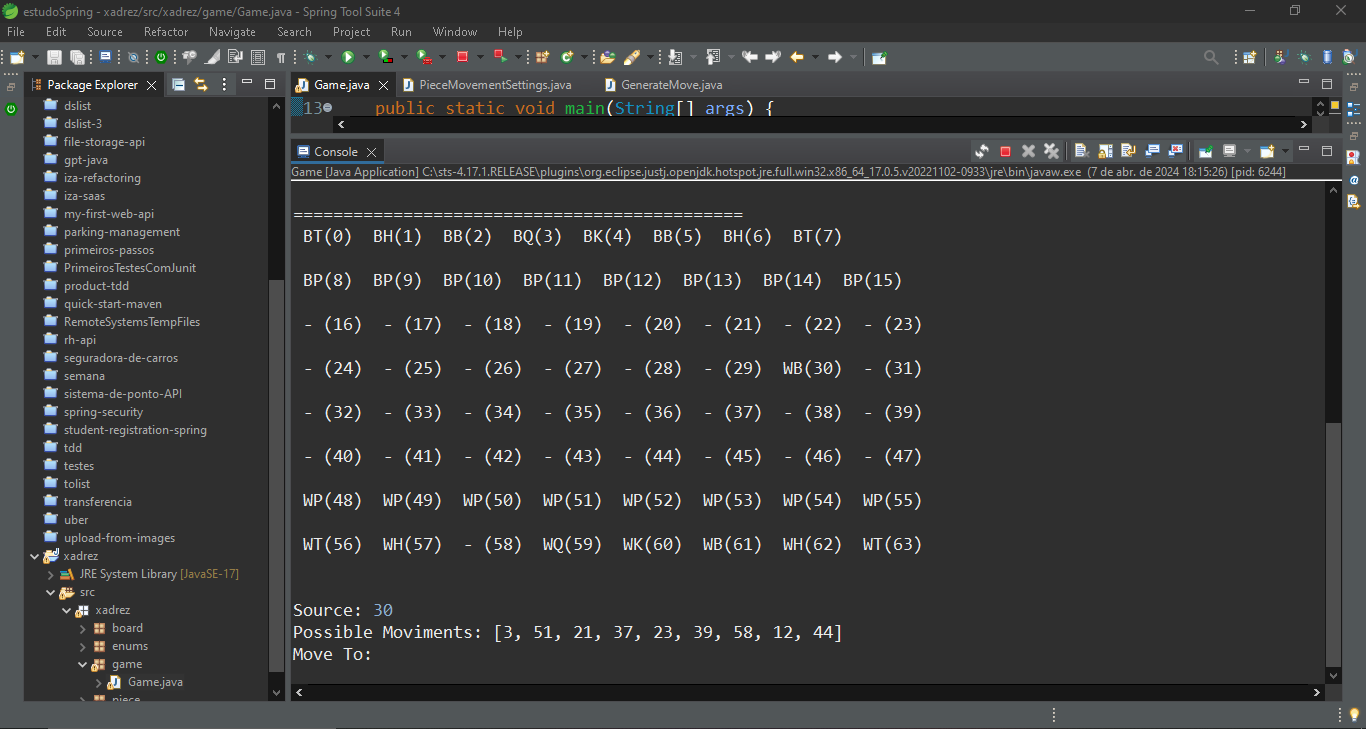 estudoSpring - xadrez/src/xadrez/game/Game.java - Spring Tool Suite 4
File Edit Source Refactor Navigate Search Project Run Window Help
Package Explorer
dslist
dslist-3
file-storage-api
gpt-java
iza-refactoring
iza-saas
my-first-web-api
parking-management
primeiros-passos
PrimeirosTestesComJunit
product-tdd
quick-start-maven
RemoteSystemsTempFiles
rh-api
seguradora-de-carros
semana
sistema-de-ponto-API
spring-security
student-registration-spring
tdd
testes
tolist
transferencia
uber
upload-from-images
xadrez
JRE System Library [JavaSE-17]
src
xadrez
board
enums
game
Game.java
piece
Game.java PieceMovementSettings.java GenerateMove.java
13 public static void main(String[] args) {
Console
Game [Java Application] C:\sts-4.17.1.RELEASE\plugins\org.eclipse.justj.openjdk.hotspot.jre.full.win32.x86_64_17.0.5.v20221102-0933\jre\bin\javaw.exe (7 de abr. de 2024 18:15:26) [pid: 6244]
=============================================
BT(0) BH(1) BB(2) BQ(3) BK(4) BB(5) BH(6) BT(7)
BP(8) BP(9) BP(10) BP(11) BP(12) BP(13) BP(14) BP(15)
- (16) - (17) - (18) - (19) - (20) - (21) - (22) - (23)
- (24) - (25) - (26) - (27) - (28) - (29) WB(30) - (31)
- (32) - (33) - (34) - (35) - (36) - (37) - (38) - (39)
- (40) - (41) - (42) - (43) - (44) - (45) - (46) - (47)
WP(48) WP(49) WP(50) WP(51) WP(52) WP(53) WP(54) WP(55)
WT(56) WH(57) - (58) WQ(59) WK(60) WB(61) WH(62) WT(63)
Source: 30
Possible Moviments: [3, 51, 21, 37, 23, 39, 58, 12, 44]
Move To: